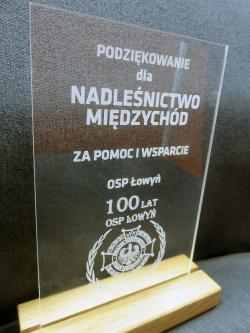 PODZIĘKOWANIE
dla
NADLEŚNICTWO
MIĘDZYCHÓD
ZA POMOC I WSPARCIE
OSP Łowyń
100 LAT
OSP ŁOWYŃ